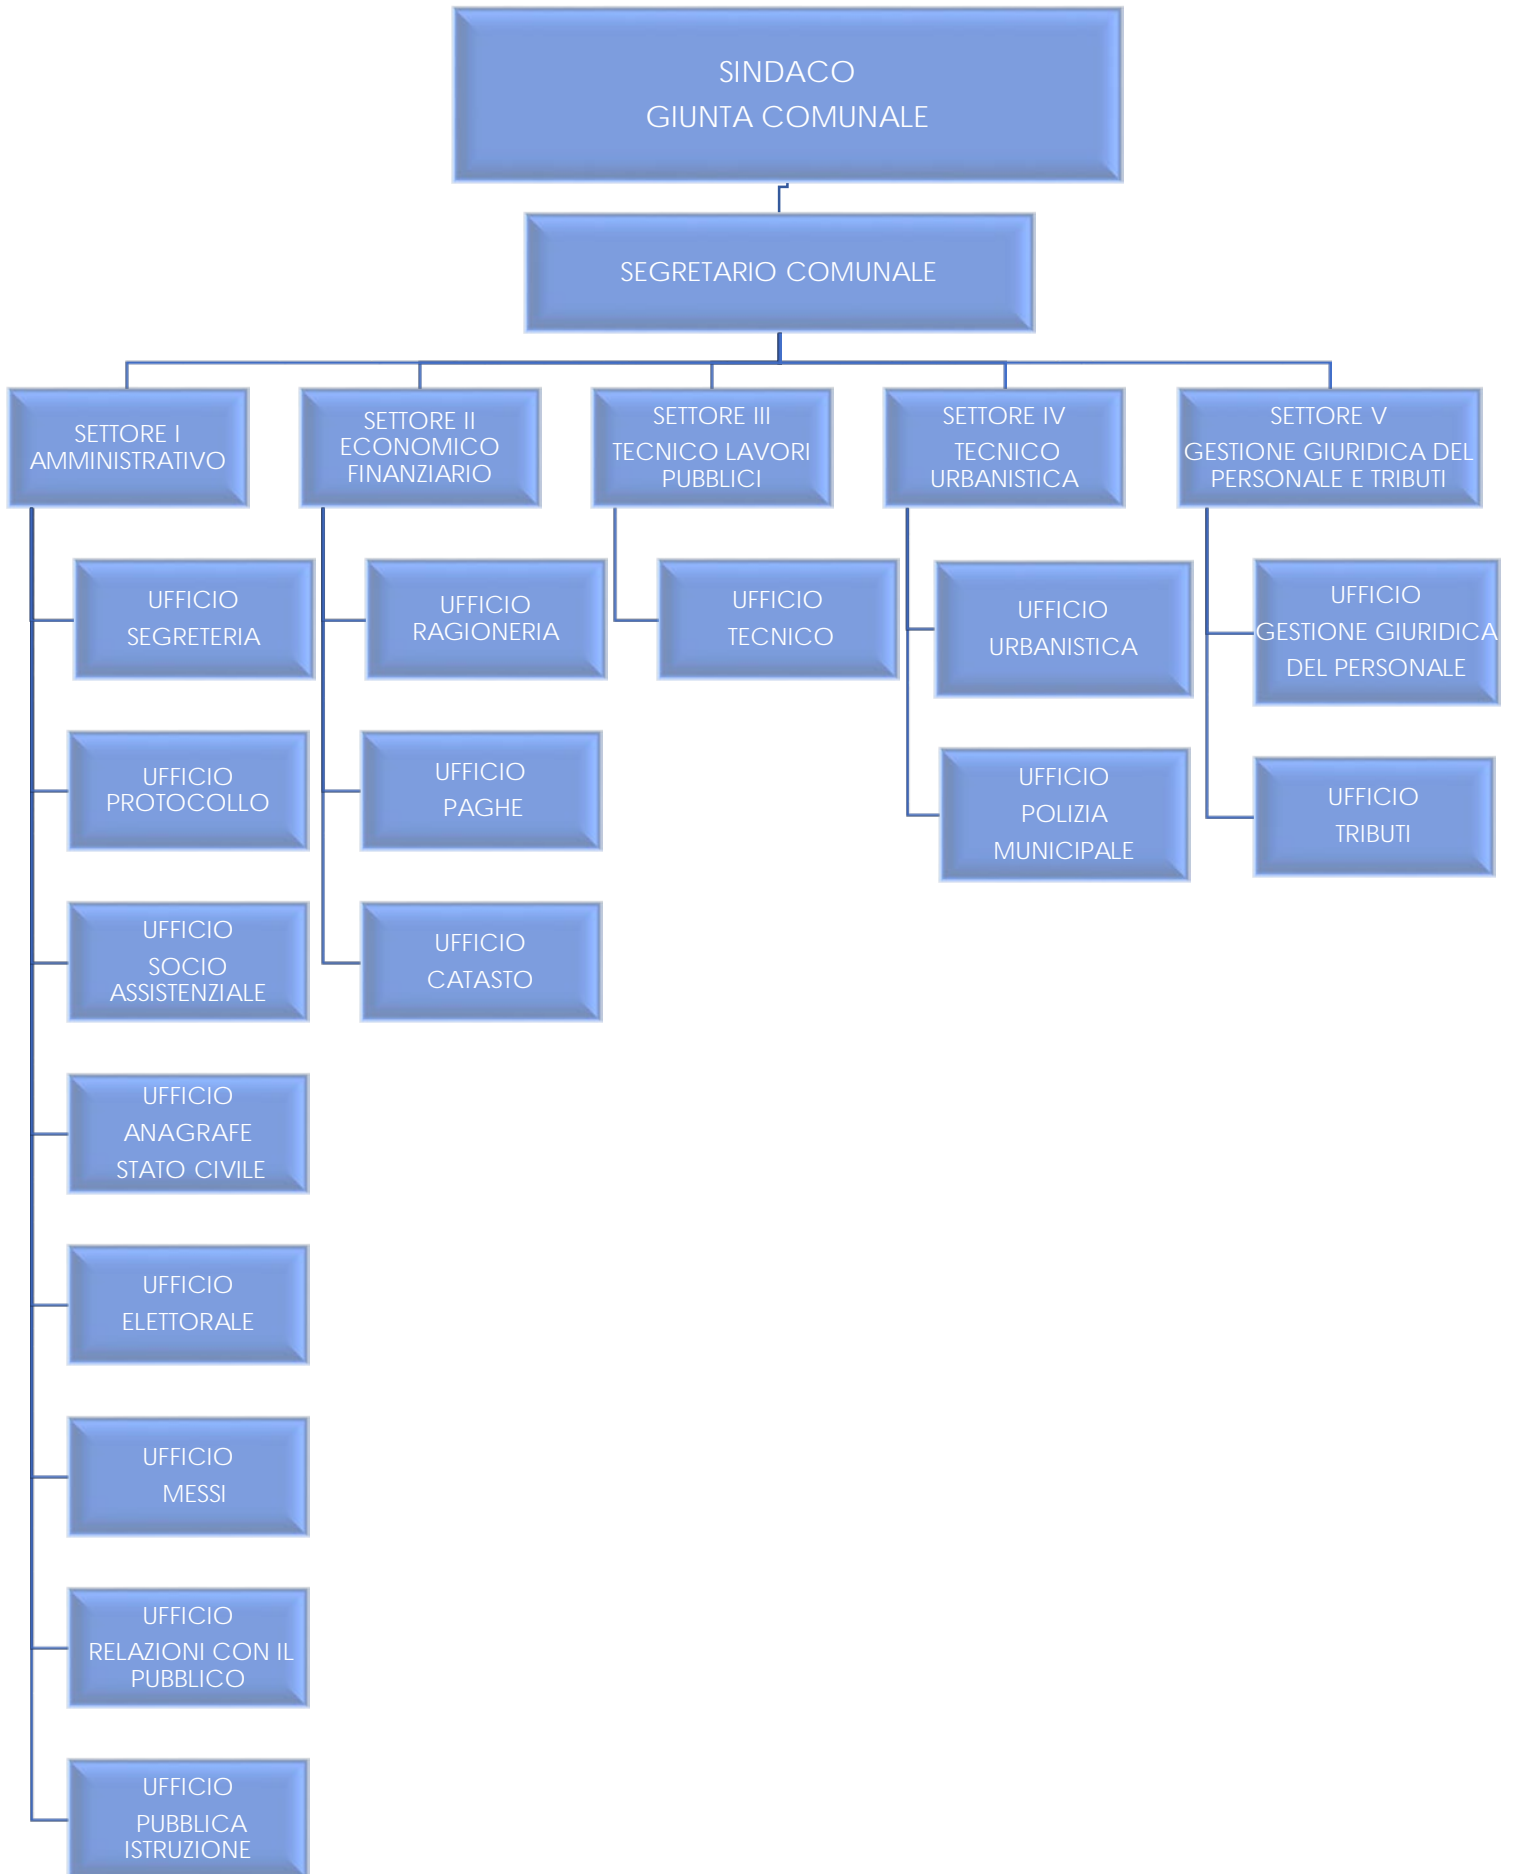 SINDACO
GIUNTA COMUNALE
SEGRETARIO COMUNALE
SETTORE I
AMMINISTRATIVO
SETTORE II
ECONOMICO
FINANZIARIO
SETTORE III
TECNICO LAVORI
PUBBLICI
SETTORE IV
TECNICO
URBANISTICA
SETTORE V
GESTIONE GIURIDICA DEL
PERSONALE E TRIBUTI
UFFICIO
SEGRETERIA
UFFICIO
PROTOCOLLO
UFFICIO
SOCIO
ASSISTENZIALE
UFFICIO
ANAGRAFE
STATO CIVILE
UFFICIO
ELETTORALE
UFFICIO
MESSI
UFFICIO
RELAZIONI CON IL
PUBBLICO
UFFICIO
PUBBLICA
ISTRUZIONE
UFFICIO
RAGIONERIA
UFFICIO
PAGHE
UFFICIO
CATASTO
UFFICIO
TECNICO
UFFICIO
URBANISTICA
UFFICIO
POLIZIA
MUNICIPALE
UFFICIO
GESTIONE GIURIDICA
DEL PERSONALE
UFFICIO
TRIBUTI